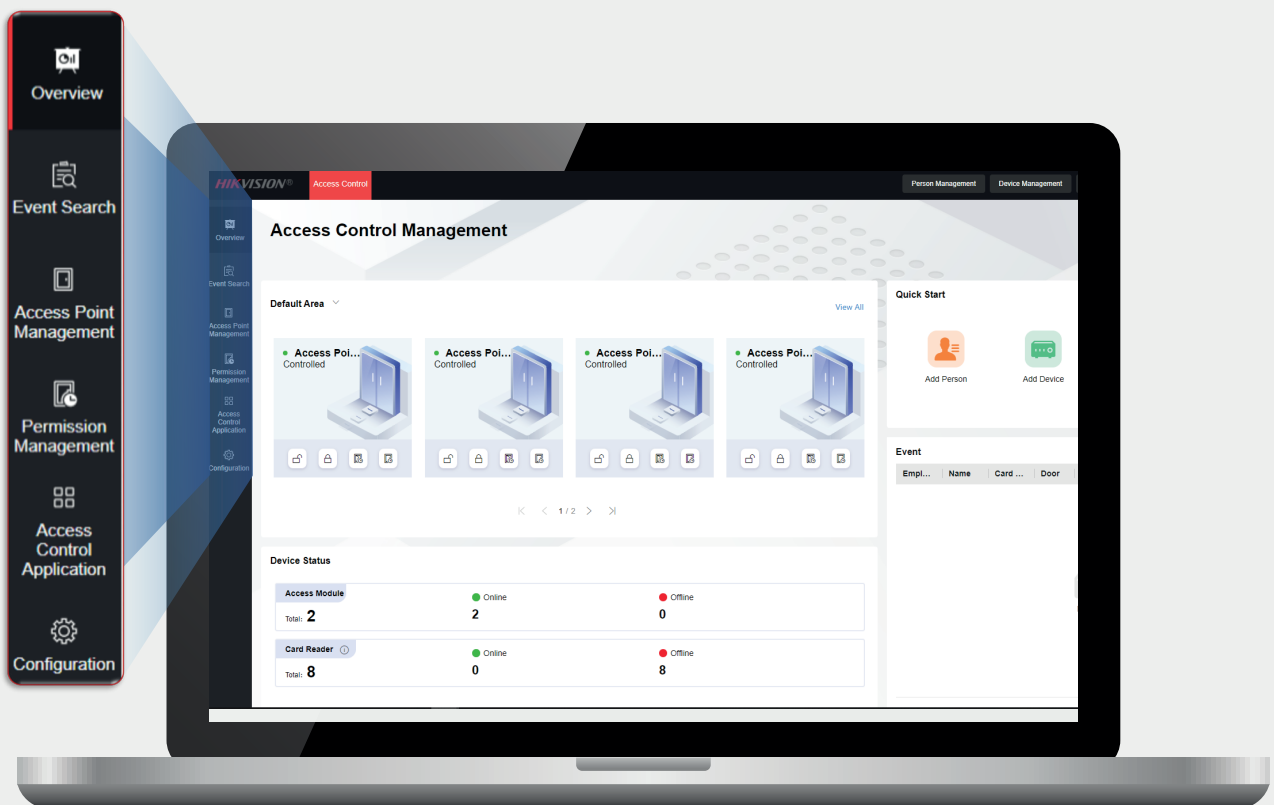 Overview
Event Search
Access Point
Management
Permission
Management
Access
Control
Application
Configuration
HIKVISION®
Access Control
Person Management
Device Management
Overview
Event Search
Access Point
Management
Permission
Management
Access
Control
Application
Configuration
Access Control Management
Default Area
View All
Access Poi...
Controlled
Access Poi...
Controlled
Access Poi...
Controlled
Access Poi...
Controlled
1 / 2
Quick Start
Add Person
Add Device
Event
Empl...
Name
Card ...
Door
Device Status
Access Module
Total: 2
Online
2
Offline
0
Card Reader
Total: 8
Online
0
Offline
8